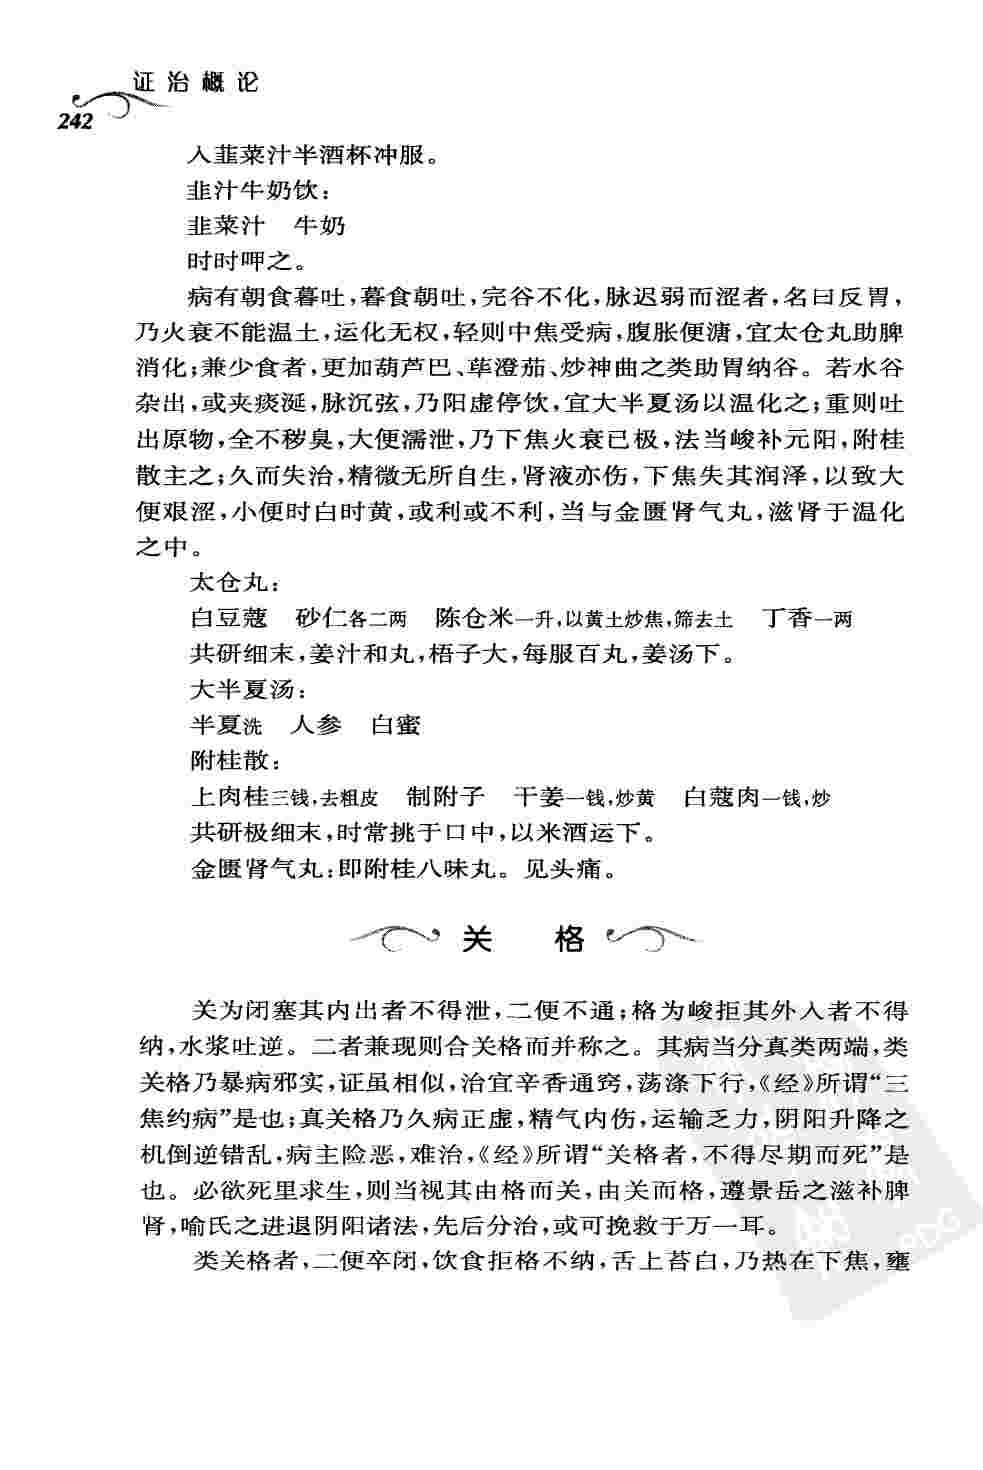 证治概论
242
入韮菜汁半酒杯冲服。
韭汁牛奶饮：
韭菜汁　牛奶
时时呷之。
病有朝食暮吐，暮食朝吐，完谷不化，脉迟弱而涩者，名曰反胃，
乃火衰不能温土，运化无权，轻则中焦受病，腹胀便溏，宜太仓丸助脾
消化；兼少食者，更加葫芦巴、荜澄茄、炒神曲之类助胃纳谷。若水谷
杂出，或夹痰涎，脉沉弦，乃阳虚停饮，宜大半夏汤以温化之；重则吐
出原物，全不秽臭，大便濡泄，乃下焦火衰已极，法当峻补元阳，附桂
散主之；久而失治，精微无所自生，肾液亦伤，下焦失其润泽，以致大
便艰涩，小便时白时黄，或利或不利，当与金匮肾气丸，滋肾于温化
之中。
太仓丸：
白豆蔻　砂仁各二两　陈仓米一升，以黄土炒焦，筛去土　丁香一两
共研细末，姜汁和丸，梧子大，每服百丸，姜汤下。
大半夏汤：
半夏洗　人参　白蜜
附桂散：
上肉桂三钱，去粗皮　制附子　干姜一钱，炒黄　白蔻肉一钱，炒
共研极细末，时常挑于口中，以米酒运下。
金匮肾气丸：即附桂八味丸。见头痛。
关　格
关为闭塞其内出者不得泄，二便不通；格为峻拒其外入者不得
纳，水浆吐逆。二者兼现则合关格而并称之。其病当分真类两端，类
关格乃暴病邪实，证虽相似，治宜辛香通窍，荡涤下行，《经》所谓“三
焦约病”是也；真关格乃久病正虚，精气内伤，运输乏力，阴阳升降之
机倒逆错乱，病主险恶，难治，《经》所谓“关格者，不得尽期而死”是
也。必欲死里求生，则当视其由格而关，由关而格，遵景岳之滋补脾
肾，喻氏之进退阴阳诸法，先后分治，或可挽救于万一耳。
类关格者，二便卒闭，饮食拒格不纳，舌上苔白，乃热在下焦，壅
PDG